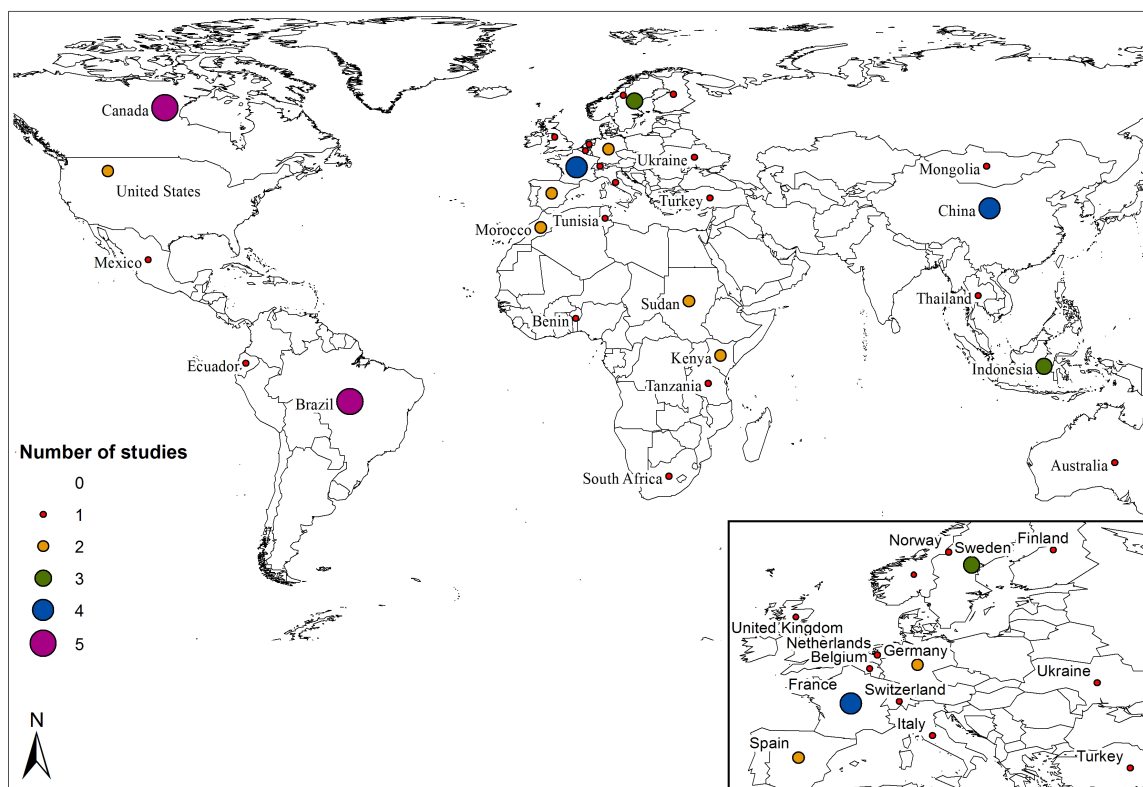 Canada
United States
Mexico
Ecuador
Brazil
Ukraine
Turkey
Tunisia
Morocco
Sudan
Benin
Kenya
Tanzania
South Africa
Mongolia
China
Thailand
Indonesia
Australia
Number of studies
0
1
2
3
4
5
N
Norway
Sweden
Finland
United Kingdom
Netherlands
Germany
Belgium
Ukraine
France
Switzerland
Italy
Spain
Turkey